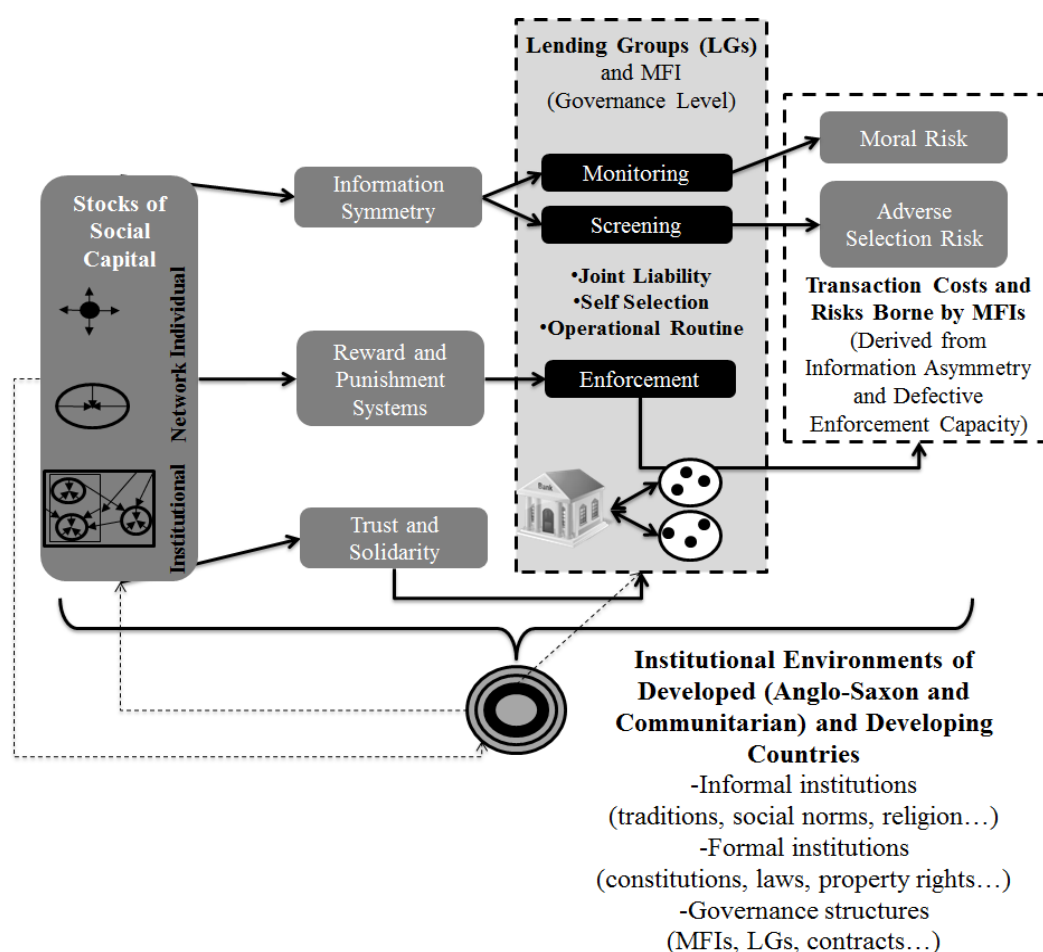 Stocks of
Social
Capital
Individual
Network
Institutional
Information
Symmetry
Reward and
Punishment
Systems
Trust and
Solidarity
Lending Groups (LGs)
and MFI
(Governance Level)
Monitoring
Screening
•Joint Liability
•Self Selection
•Operational Routine
Enforcement
Bank
Moral Risk
Adverse
Selection Risk
Transaction Costs and
Risks Borne by MFIs
(Derived from
Information Asymmetry
and Defective
Enforcement Capacity)
Institutional Environments of
Developed (Anglo-Saxon and
Communitarian) and Developing
Countries
-Informal institutions
(traditions, social norms, religion…)
-Formal institutions
(constitutions, laws, property rights…)
-Governance structures
(MFIs, LGs, contracts…)